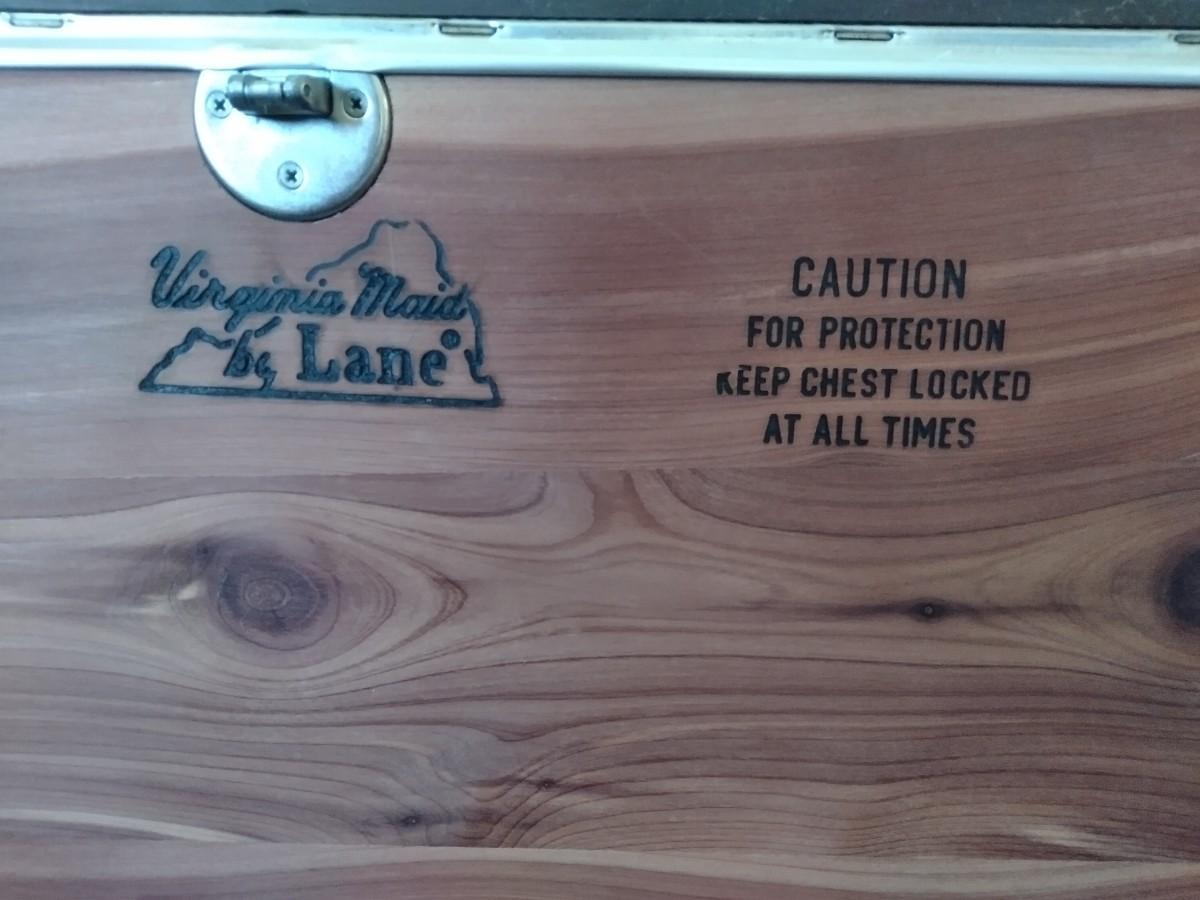 Virginia Maid
by Lane®
CAUTION
FOR PROTECTION
KEEP CHEST LOCKED
AT ALL TIMES